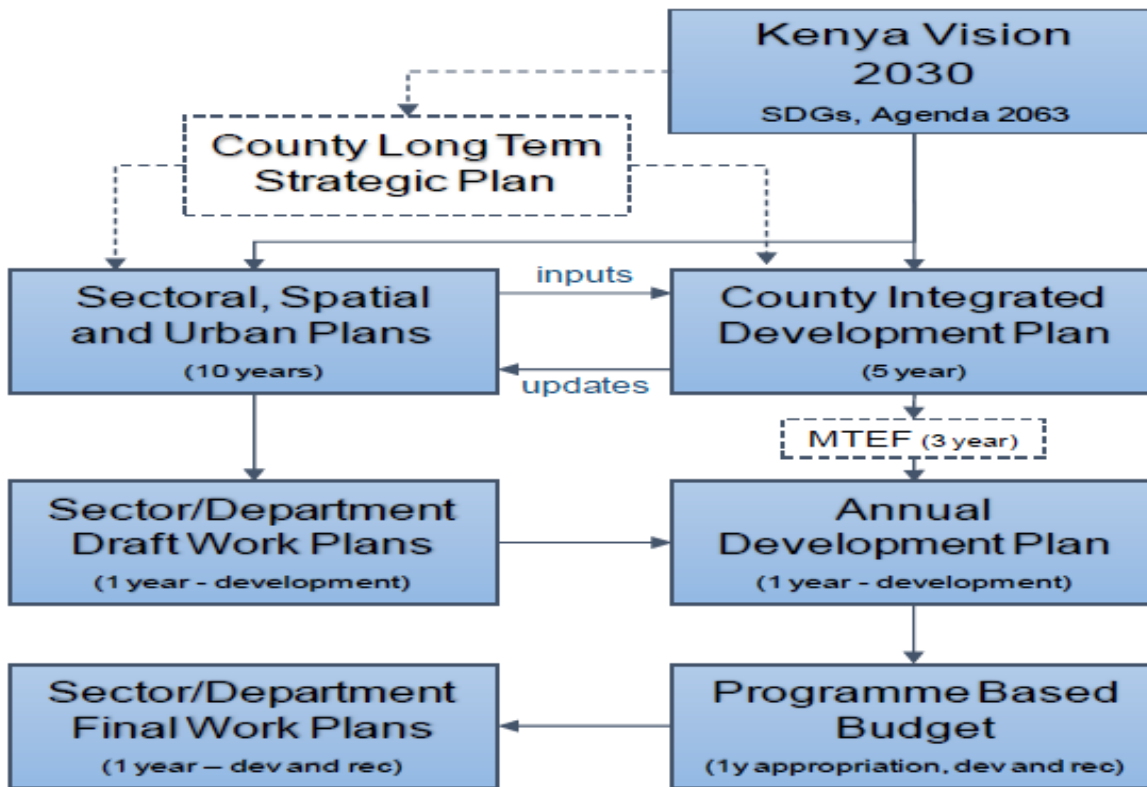 Kenya Vision
2030
SDGs, Agenda 2063
County Long Term
Strategic Plan
Sectoral, Spatial
and Urban Plans
(10 years)
inputs
updates
County Integrated
Development Plan
(5 year)
MTEF (3 year)
Sector/Department
Draft Work Plans
(1 year - development)
Annual
Development Plan
(1 year - development)
Sector/Department
Final Work Plans
(1 year – dev and rec)
Programme Based
Budget
(1y appropriation, dev and rec)